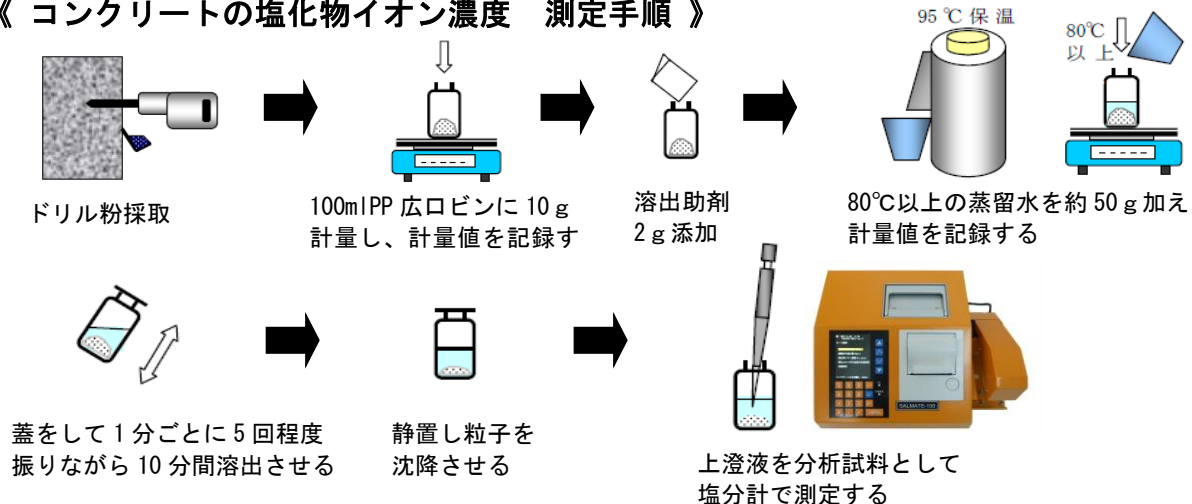 《 コンクリートの塩化物イオン濃度 測定手順 》
95℃保温
80℃
以上
ドリル粉採取
100mlPP 広ロビンに 10g
計量し、計量値を記録す
溶出助剤
2g添加
80℃以上の蒸留水を約 50g加え
計量値を記録する
蓋をして1分ごとに5回程度
振りながら 10 分間溶出させる
静置し粒子を
沈降させる
SALMATE-100
上澄液を分析試料として
塩分計で測定する